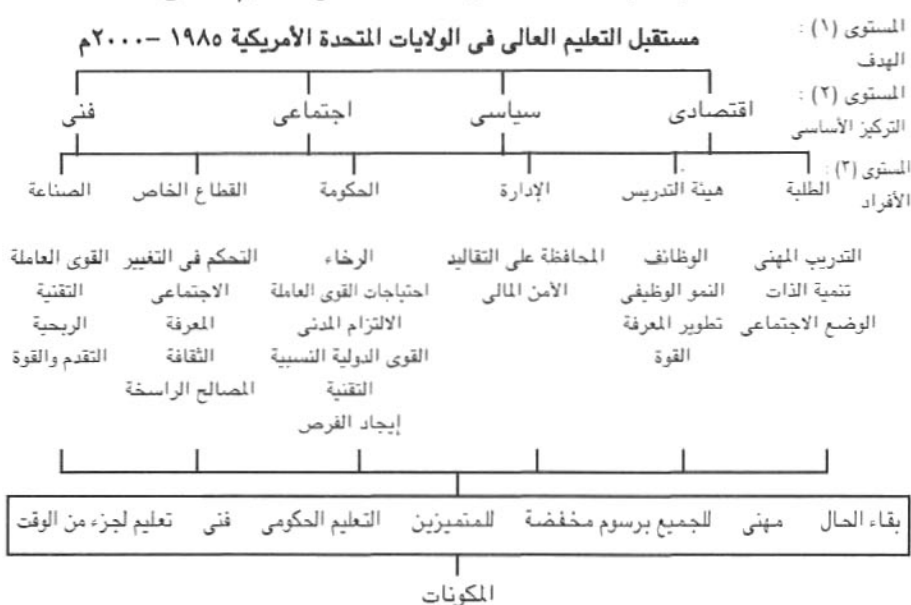 مستقبل التعليم العالى فى الولايات المتحدة الأمريكية ١٩٨٥ –٢٠٠٠م
المستوى (١) :
الهدف
المستوى (٢) :
التركيز الأساسى
اقتصادى سياسى اجتماعى فنى
المستوى (٣) :
الأفراد
الطلبة هيئة التدريس الإدارة الحكومة القطاع الخاص الصناعة
التدريب المهنى الوظائف المحافظة على التقاليد الرخاء التحكم فى التغيير القوى العاملة
تنمية الذات النمو الوظيفى الأمن المالى احتياجات القوى العاملة الاجتماعى التقنية
الوضع الاجتماعى تطوير المعرفة الالتزام المدنى المعرفة الربحية
القوة القوى الدولية النسبية الثقافة التقدم والقوة
التقنية المصالح الراسخة
إيجاد الفرص
بقاء الحال مهنى للجميع برسوم مخفضة للمتميزين التعليم الحكومى فنى تعليم لجزء من الوقت
المكونات